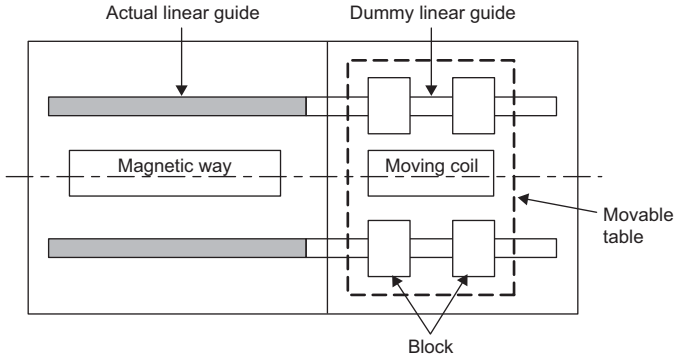 Actual linear guide
Dummy linear guide
Magnetic way
Moving coil
Movable
table
Block